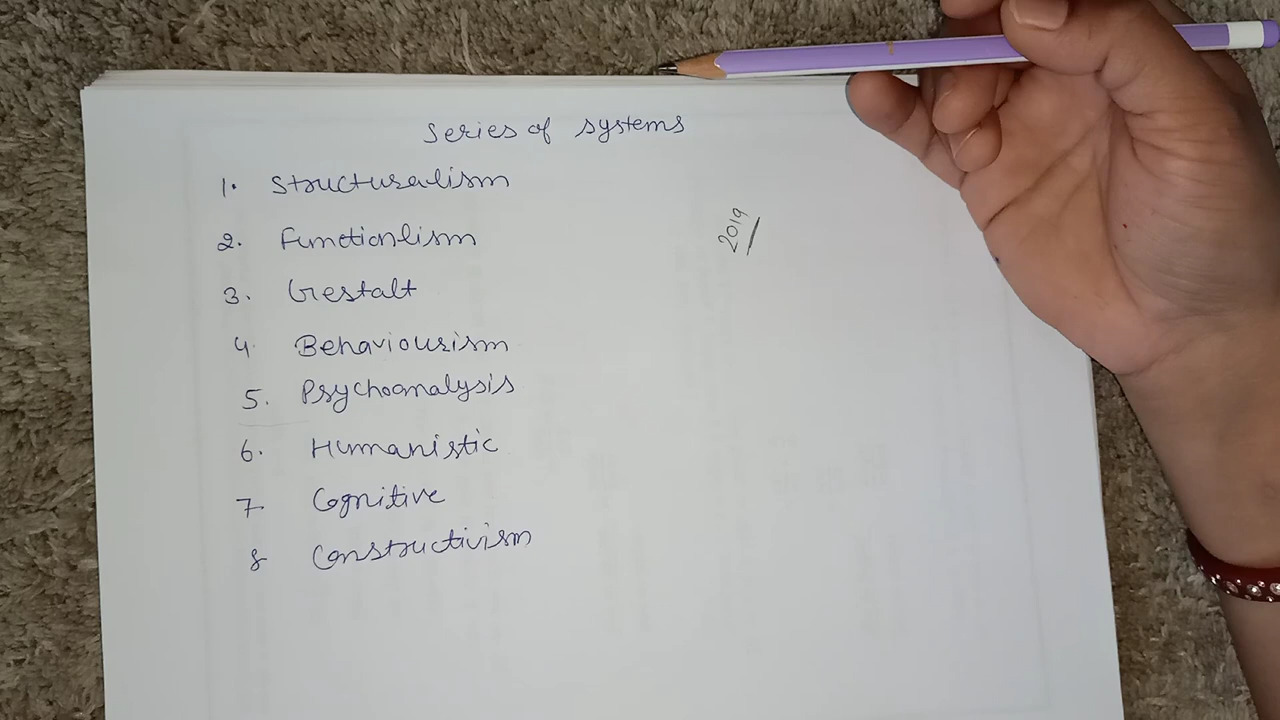 Series of systems
1. Structuralism
2. Functionlism
3. Gestalt
2019
4. Behaviourism
5. Psychoanalysis
6. Humanistic
7. Cognitive
8 Constructivism